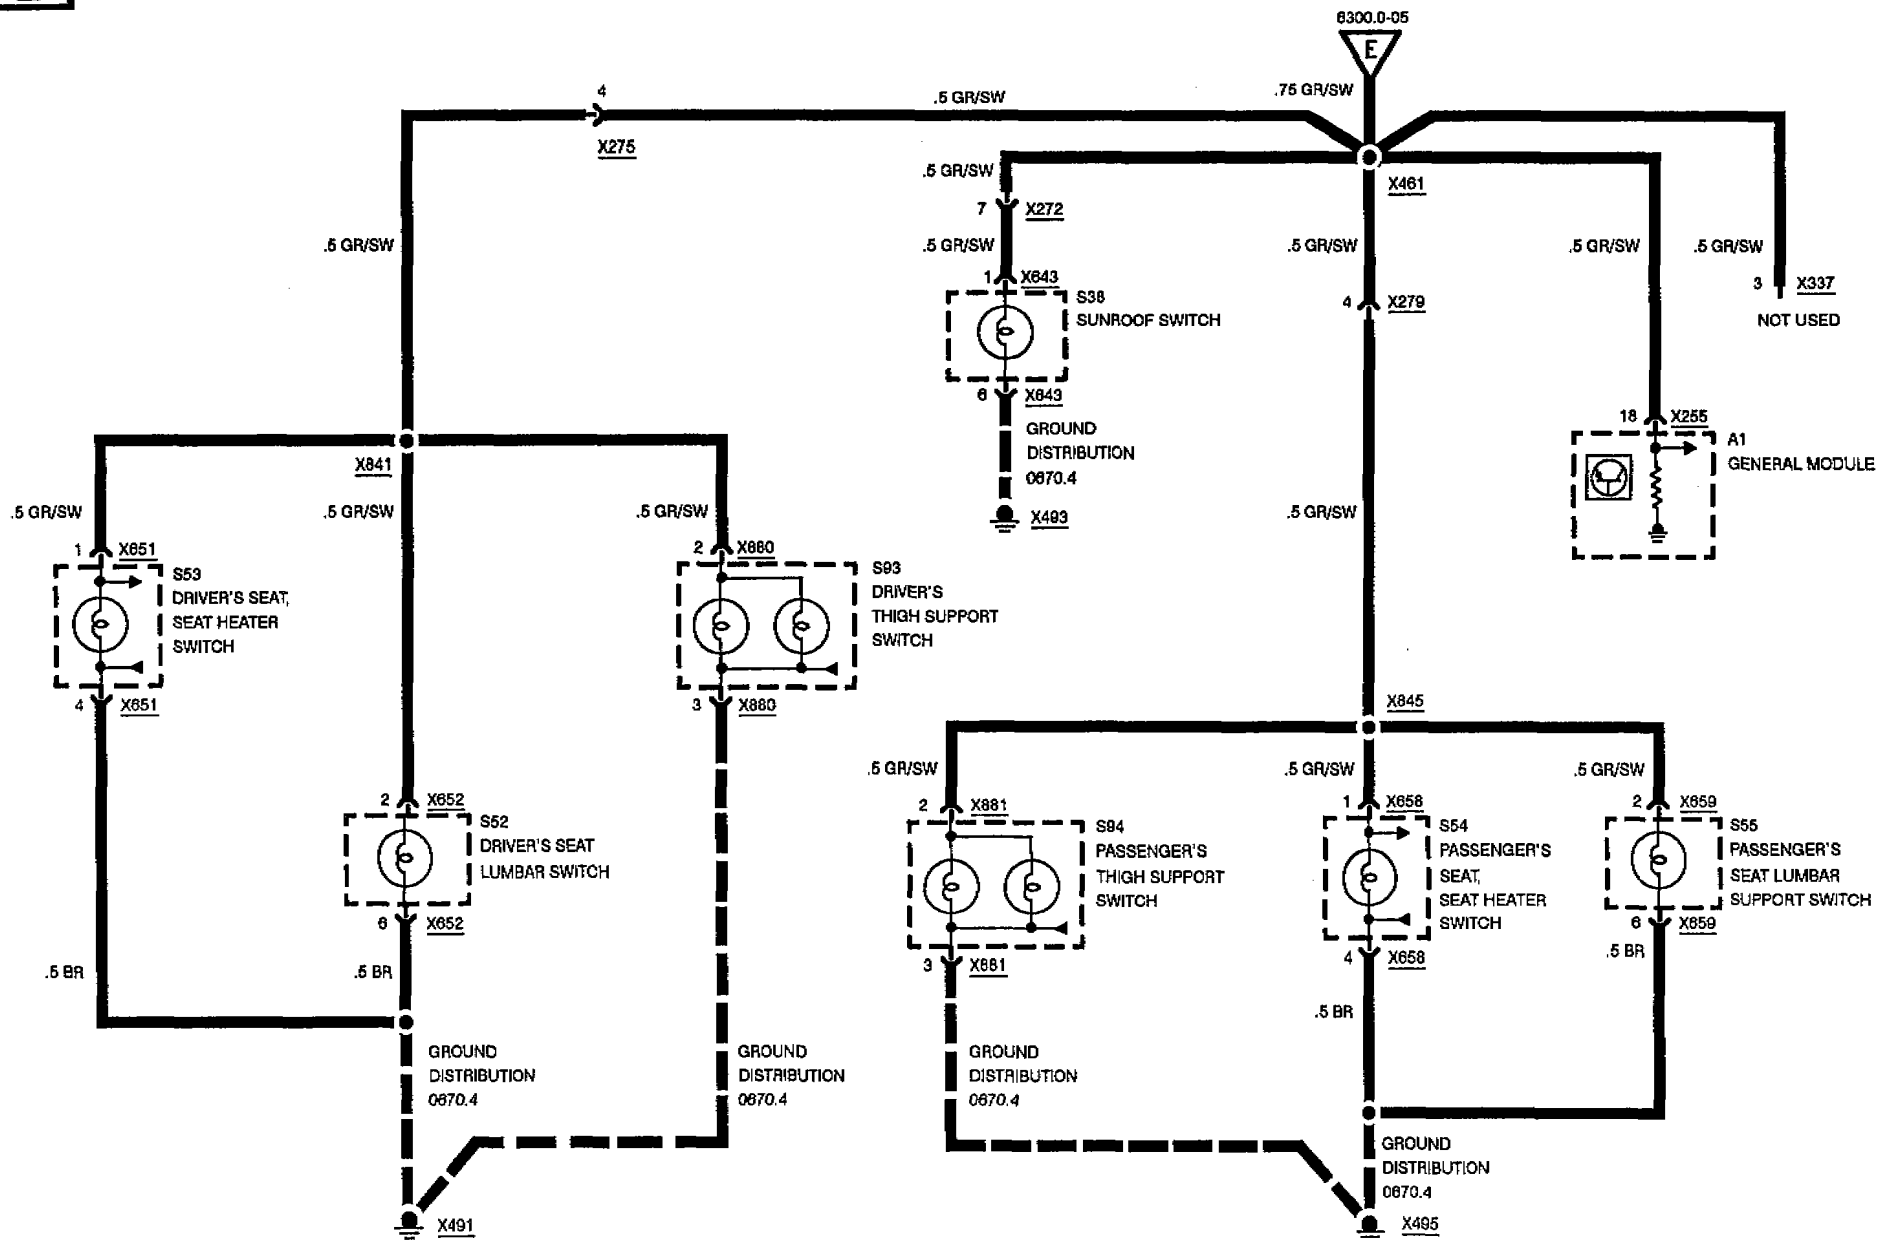 6300.0-05
E
4
.5 GR/SW
.75 GR/SW
X275
.5 GR/SW
X461
7
X272
.5 GR/SW
.5 GR/SW
.5 GR/SW
.5 GR/SW
.5 GR/SW
1
X643
3
X337
S38
SUNROOF SWITCH
4
X279
NOT USED
6
X643
GROUND
DISTRIBUTION
0670.4
X493
18
X255
A1
GENERAL MODULE
X841
.5 GR/SW
.5 GR/SW
.5 GR/SW
.5 GR/SW
1
X651
S53
DRIVER'S SEAT,
SEAT HEATER
SWITCH
4
X651
2
X880
S93
DRIVER'S
THIGH SUPPORT
SWITCH
3
X880
X845
.5 GR/SW
.5 GR/SW
.5 GR/SW
2
X652
S52
DRIVER'S SEAT
LUMBAR SWITCH
6
X652
2
X881
S94
PASSENGER'S
THIGH SUPPORT
SWITCH
3
X881
1
X658
S54
PASSENGER'S
SEAT,
SEAT HEATER
SWITCH
4
X658
2
X659
S55
PASSENGER'S
SEAT LUMBAR
SUPPORT SWITCH
6
X659
.5 BR
.5 BR
.5 BR
.5 BR
GROUND
DISTRIBUTION
0670.4
GROUND
DISTRIBUTION
0670.4
GROUND
DISTRIBUTION
0670.4
GROUND
DISTRIBUTION
0670.4
X491
X495